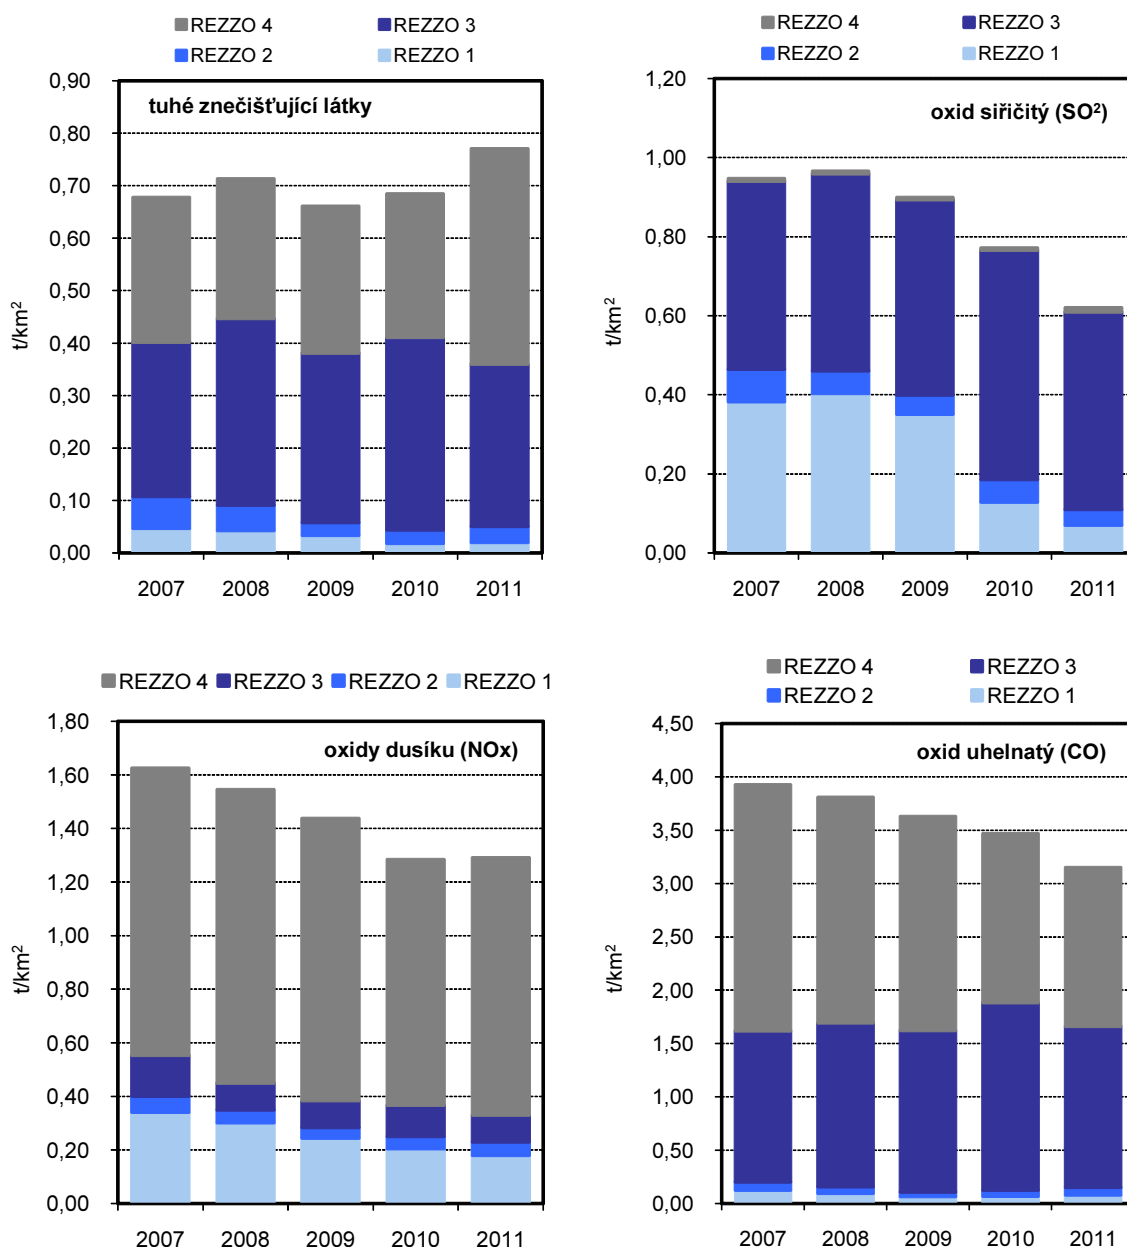 REZZO 4 REZZO 3
REZZO 2 REZZO 1
tuhé znečišťující látky
0,90
0,80
0,70
0,60
0,50
0,40
0,30
0,20
0,10
0,00
t/km²
2007 2008 2009 2010 2011
REZZO 4 REZZO 3
REZZO 2 REZZO 1
oxid siřičitý (SO²)
1,20
1,00
0,80
0,60
0,40
0,20
0,00
t/km²
2007 2008 2009 2010 2011
REZZO 4 REZZO 3 REZZO 2 REZZO 1
oxidy dusíku (NOx)
1,80
1,60
1,40
1,20
1,00
0,80
0,60
0,40
0,20
0,00
t/km²
2007 2008 2009 2010 2011
REZZO 4 REZZO 3
REZZO 2 REZZO 1
oxid uhelnatý (CO)
4,50
4,00
3,50
3,00
2,50
2,00
1,50
1,00
0,50
0,00
t/km²
2007 2008 2009 2010 2011